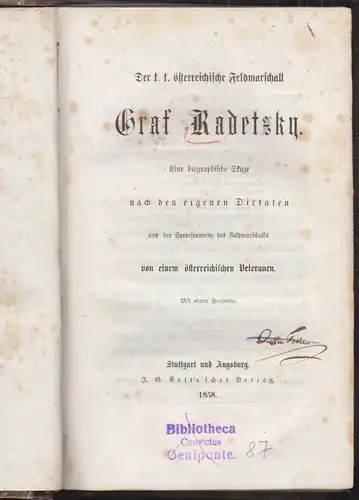 Der k. k. österreichische Feldmarschall
Graf Radetzky.
Eine biographische Skizze
nach den eigenen Dictaten
und der Correspondenz des Feldmarschalls
von einem österreichischen Veteranen.
Mit einem Facsimile.
Stuttgart und Augsburg.
J. G. Cotta'scher Verlag
1858.
Bibliotheca
Convictus
Oeniponte. 87